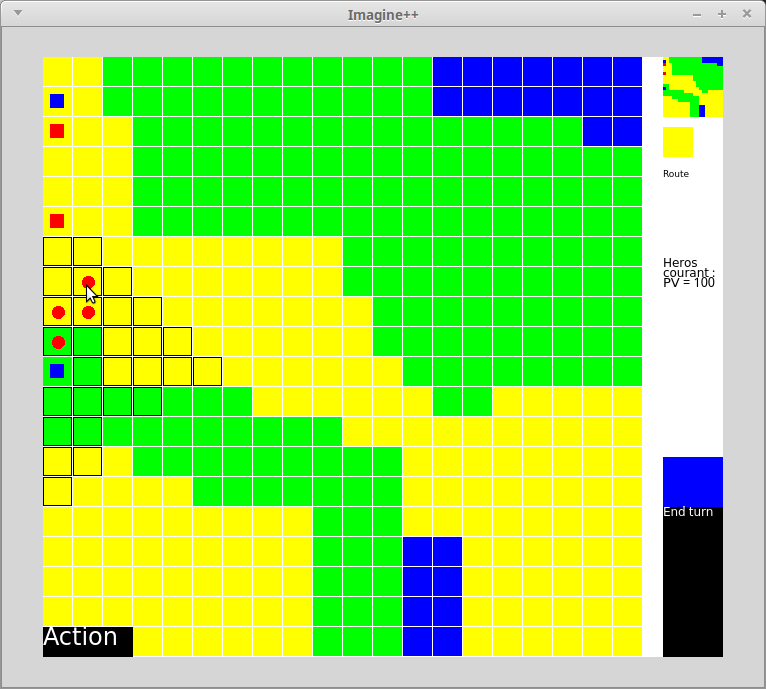 Imagine++
Route
Heros
courant :
PV = 100
End turn
Action